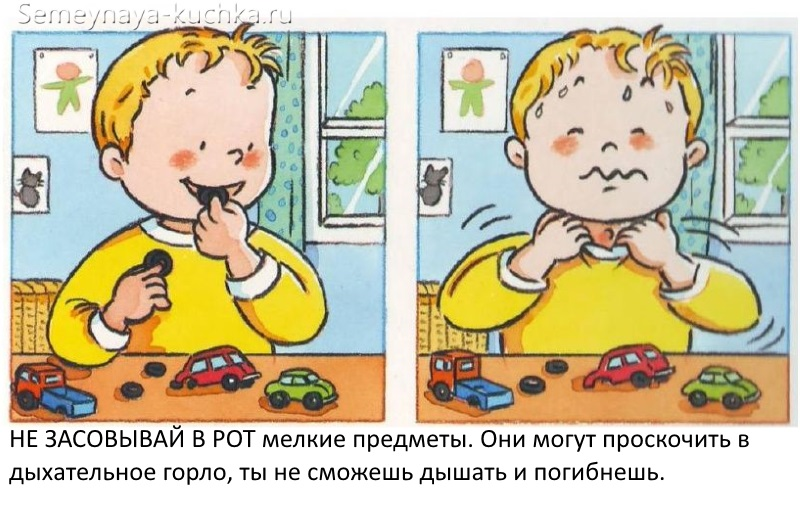 Semeynaya-kuchka.ru
НЕ ЗАСОВЫВАЙ В РОТ мелкие предметы. Они могут проскочить в
дыхательное горло, ты не сможешь дышать и погибнешь.